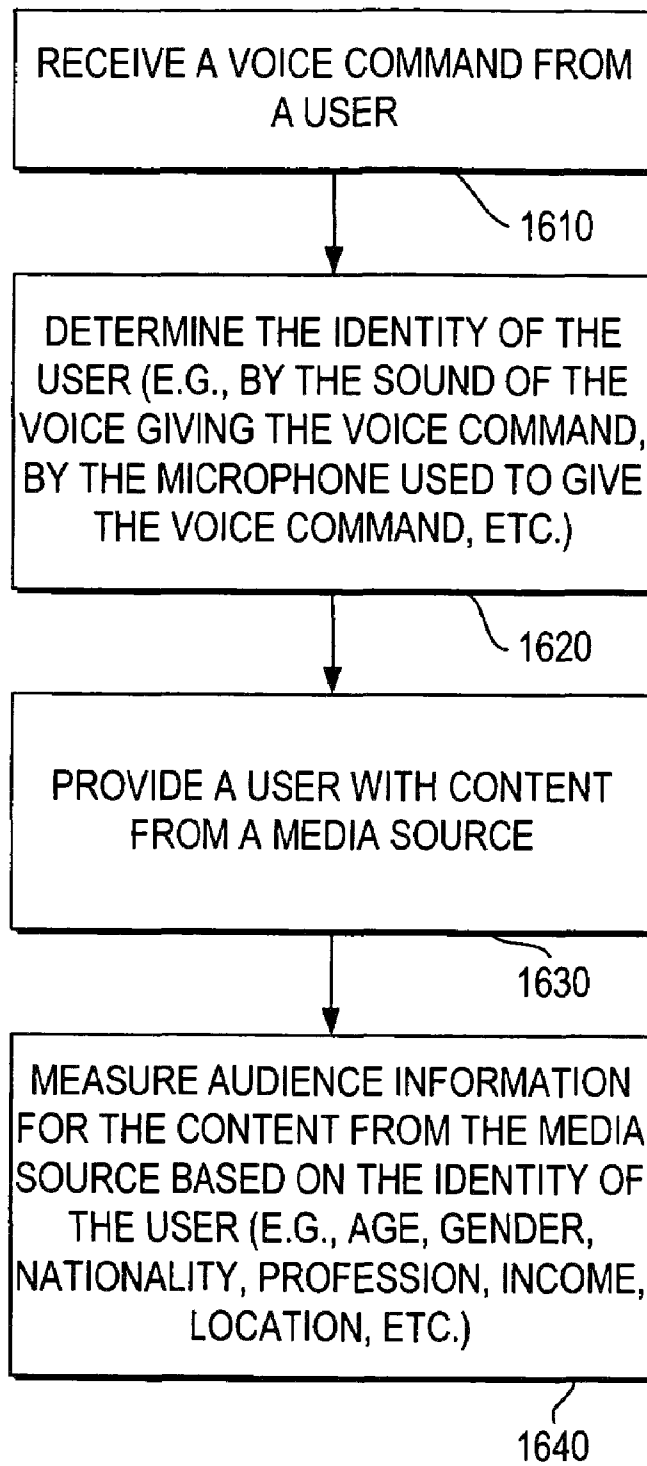 RECEIVE A VOICE COMMAND FROM
A USER
1610
DETERMINE THE IDENTITY OF THE
USER (E.G., BY THE SOUND OF THE
VOICE GIVING THE VOICE COMMAND,
BY THE MICROPHONE USED TO GIVE
THE VOICE COMMAND, ETC.)
1620
PROVIDE A USER WITH CONTENT
FROM A MEDIA SOURCE
1630
MEASURE AUDIENCE INFORMATION
FOR THE CONTENT FROM THE MEDIA
SOURCE BASED ON THE IDENTITY OF
THE USER (E.G., AGE, GENDER,
NATIONALITY, PROFESSION, INCOME,
LOCATION, ETC.)
1640